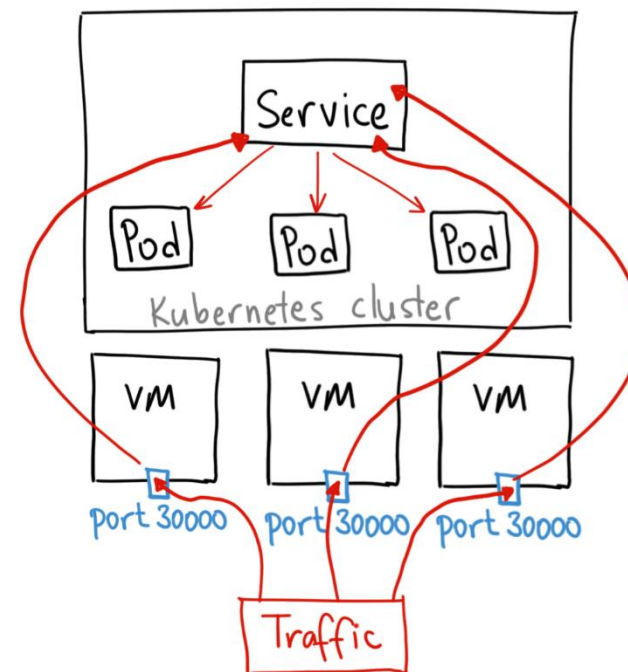 Service
Pod Pod Pod
Kubernetes cluster
VM VM VM
port 30000 port 30000 port 30000
Traffic